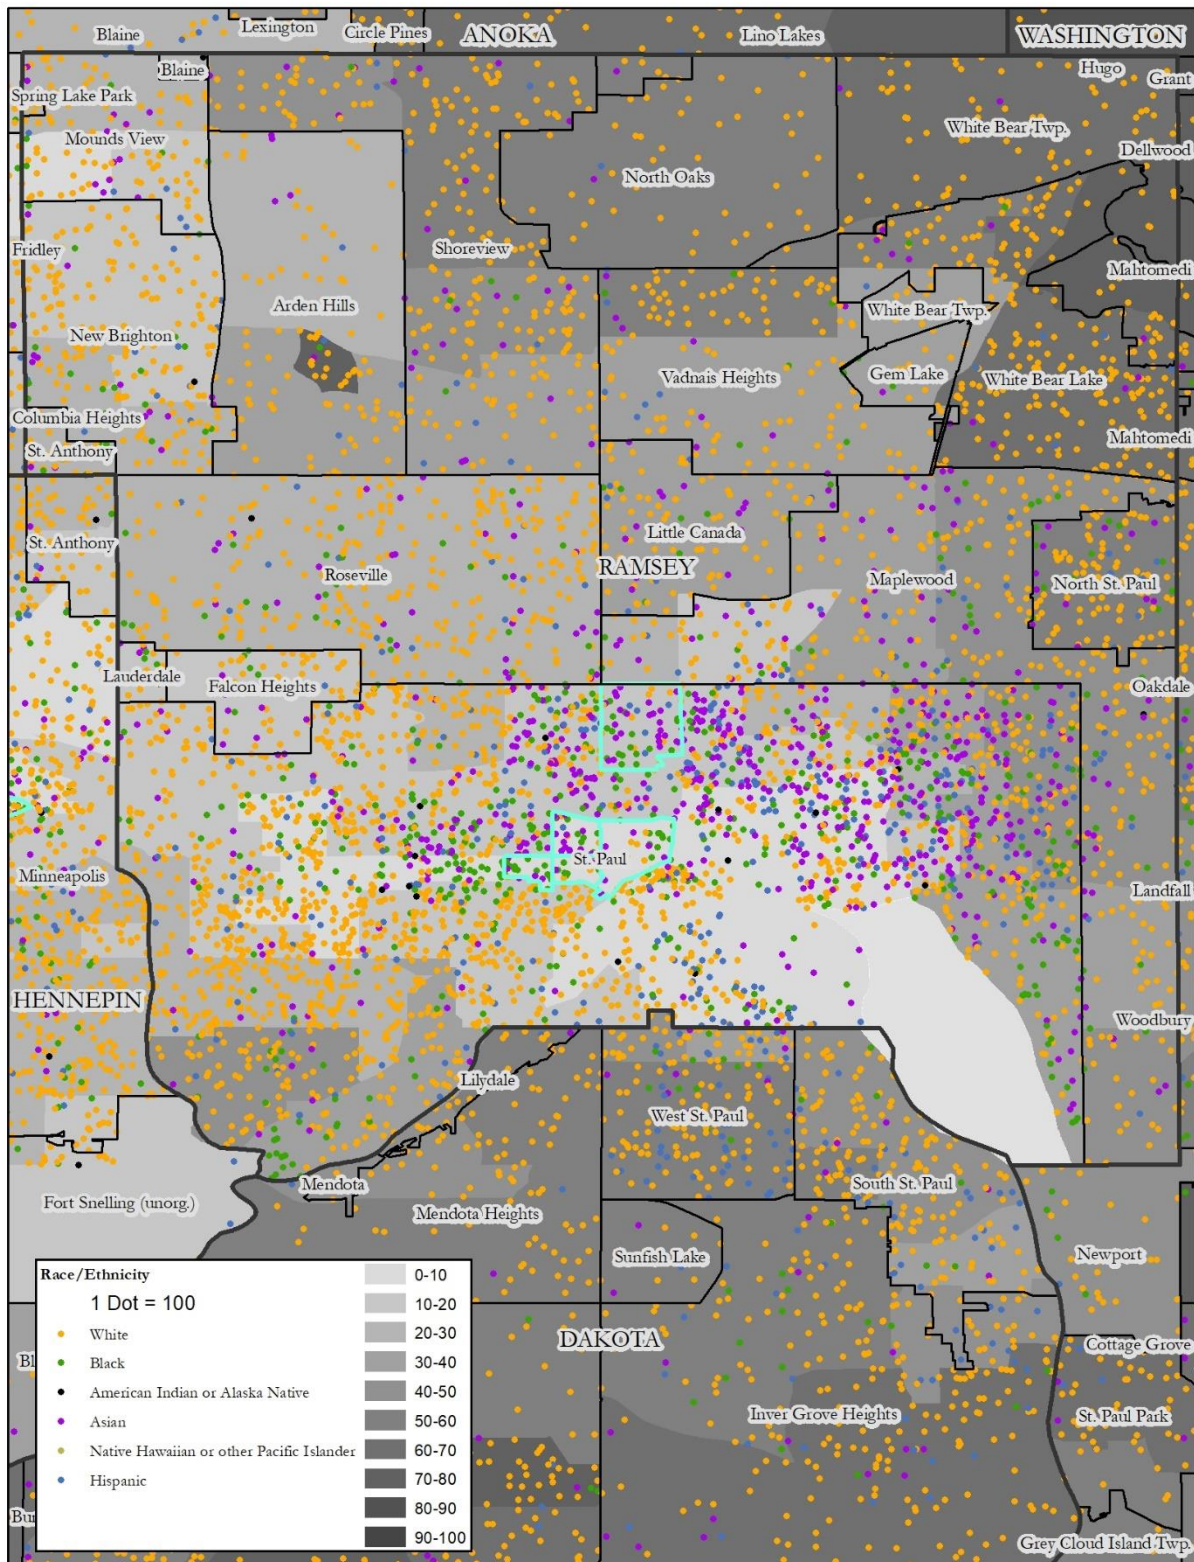 Blaine
Lexington
Circle Pines
ANOKA
Lino Lakes
WASHINGTON
Blaine
Hugo
Grant
Spring Lake Park
Mounds View
White Bear Twp.
Dellwood
North Oaks
Fridley
Shoreview
Mahtomedi
Arden Hills
White Bear Twp.
New Brighton
Vadnais Heights
Gem Lake
White Bear Lake
Columbia Heights
Mahtomedi
St. Anthony
St. Anthony
Little Canada
Roseville
RAMSEY
Maplewood
North St. Paul
Lauderdale
Falcon Heights
Oakdale
St. Paul
Minneapolis
Landfall
HENNEPIN
Woodbury
Lilydale
West St. Paul
Mendota
South St. Paul
Fort Snelling (unorg.)
Mendota Heights
Sunfish Lake
Newport
DAKOTA
Cottage Grove
Inver Grove Heights
St. Paul Park
Grey Cloud Island Twp.
Bl
Bu
Race/Ethnicity
1 Dot = 100
White
Black
American Indian or Alaska Native
Asian
Native Hawaiian or other Pacific Islander
Hispanic
0-10
10-20
20-30
30-40
40-50
50-60
60-70
70-80
80-90
90-100